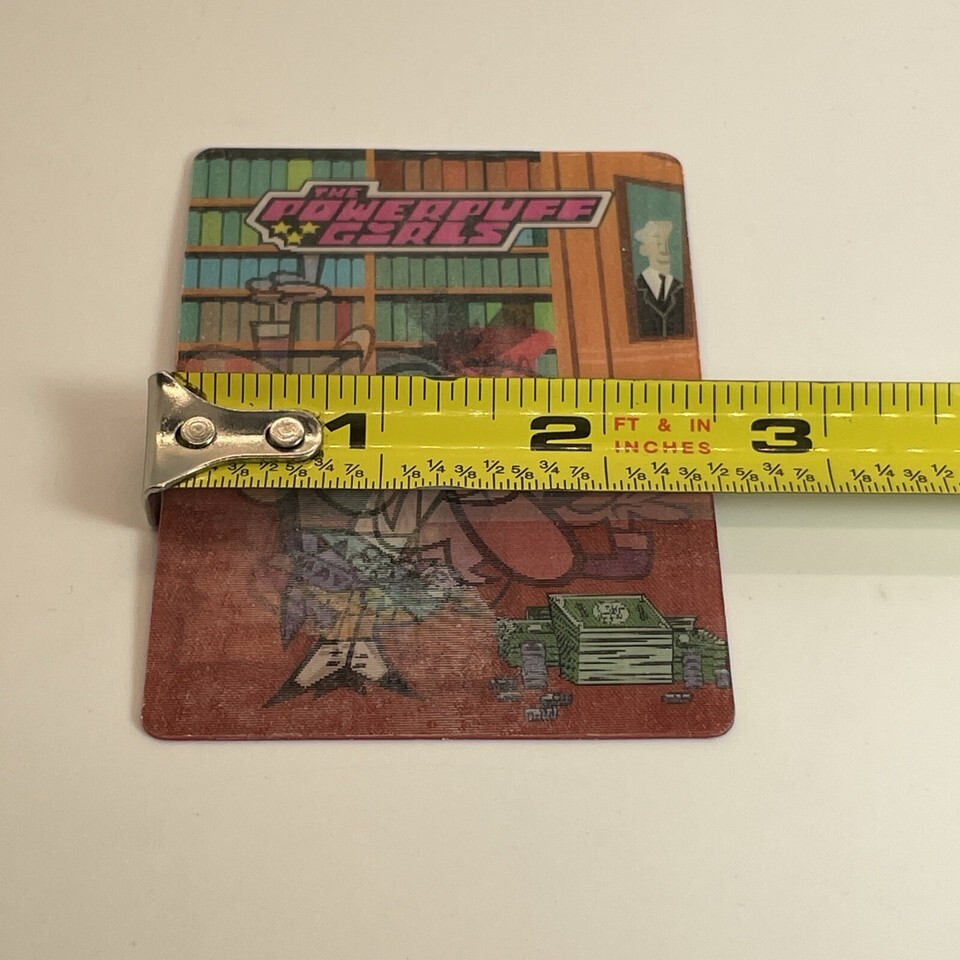 THE
POWERPUFF
GIRLS
1 2 FT & IN 3
INCHES
3/8 1/2 5/8 3/4 7/8 1/8 1/4 3/8 1/2 5/8 3/4 7/8 1/8 1/4 3/8 1/2 5/8 3/4 7/8 1/8 1/4 3/8 1/2